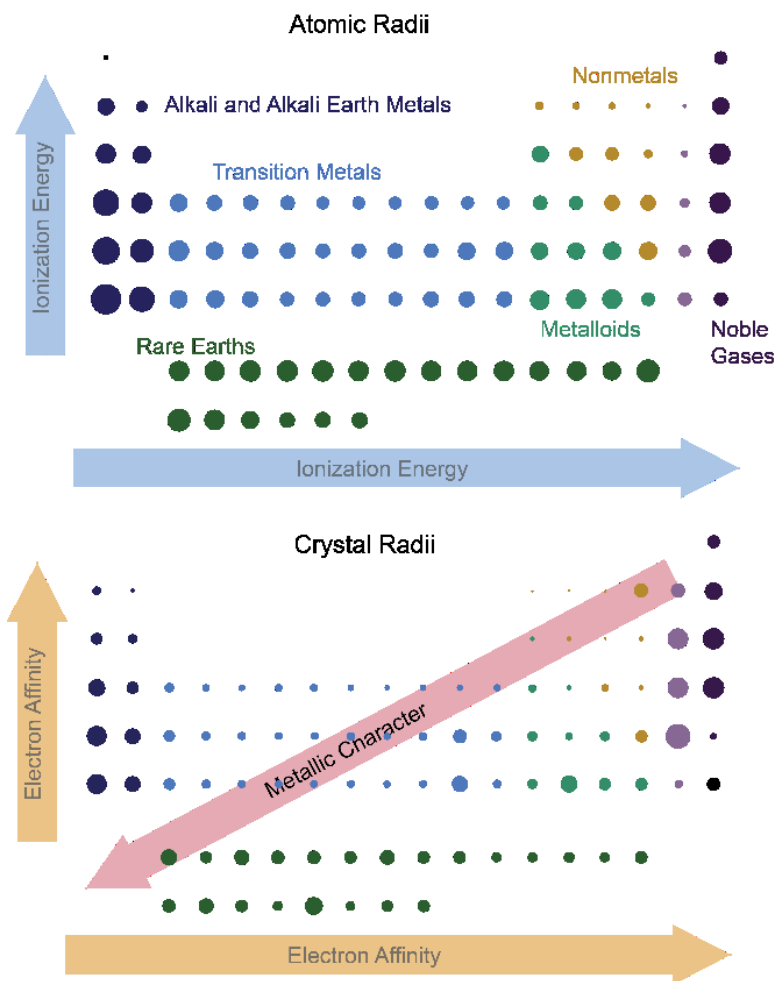 Atomic Radii
Nonmetals
Alkali and Alkali Earth Metals
Transition Metals
Ionization Energy
Rare Earths
Metalloids
Noble
Gases
Ionization Energy
Crystal Radii
Electron Affinity
Metallic Character
Electron Affinity